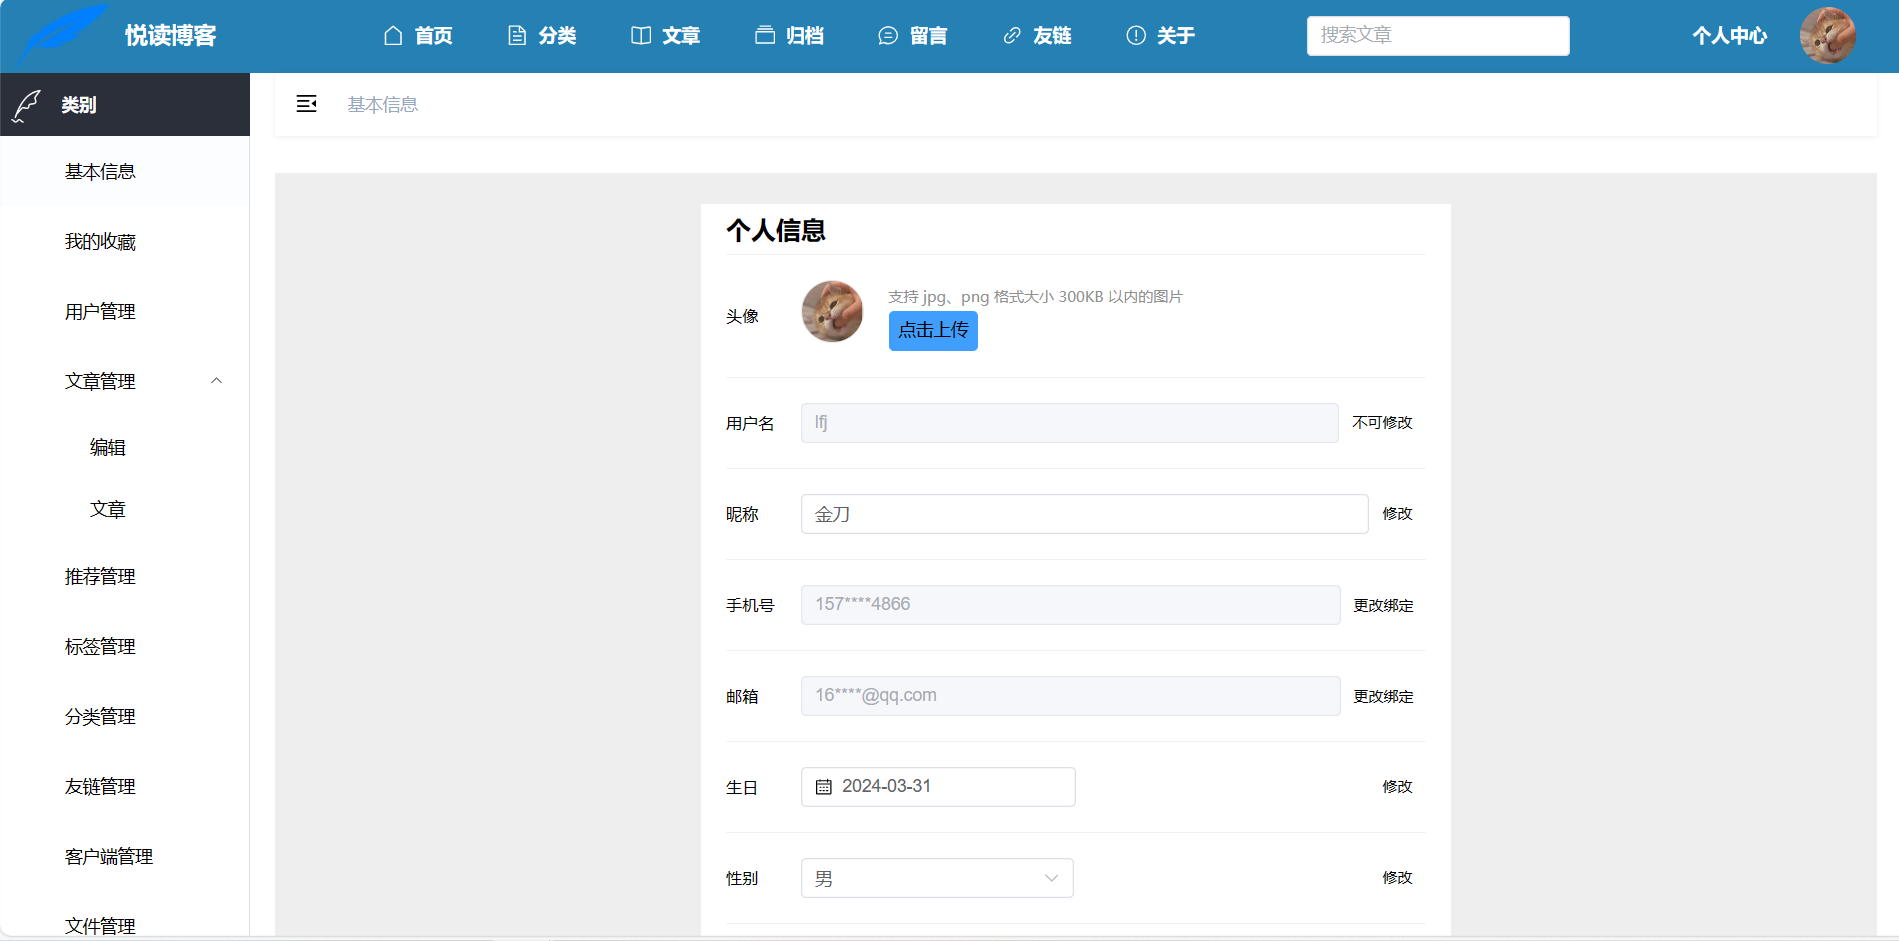 悦读博客
首页
分类
文章
归档
留言
友链
关于
搜索文章
个人中心
类别
基本信息
我的收藏
用户管理
文章管理
编辑
文章
推荐管理
标签管理
分类管理
友链管理
客户端管理
文件管理
基本信息
个人信息
头像
支持 jpg、png 格式大小 300KB 以内的图片
点击上传
用户名 lfj 不可修改
昵称 金刀 修改
手机号 157****4866 更改绑定
邮箱 16****@qq.com 更改绑定
生日 2024-03-31 修改
性别 男 修改